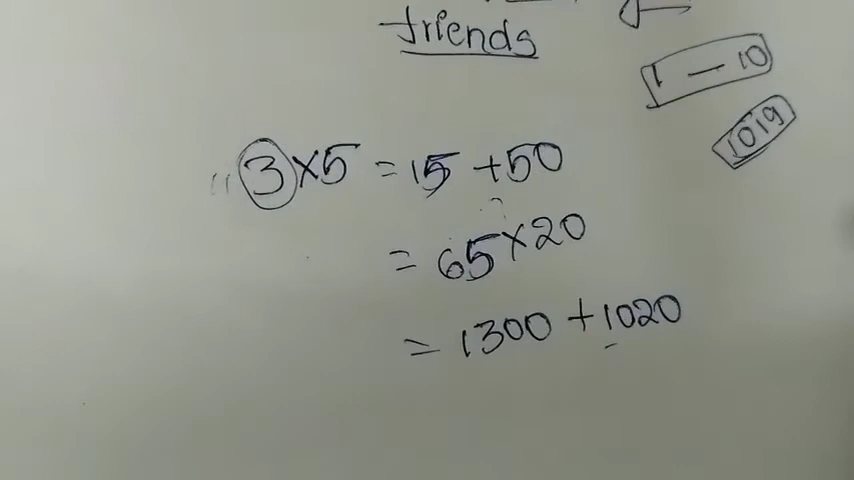 friends
1 — 10
1019
3 × 5 = 15 + 50
= 65 × 20
= 1300 + 1020